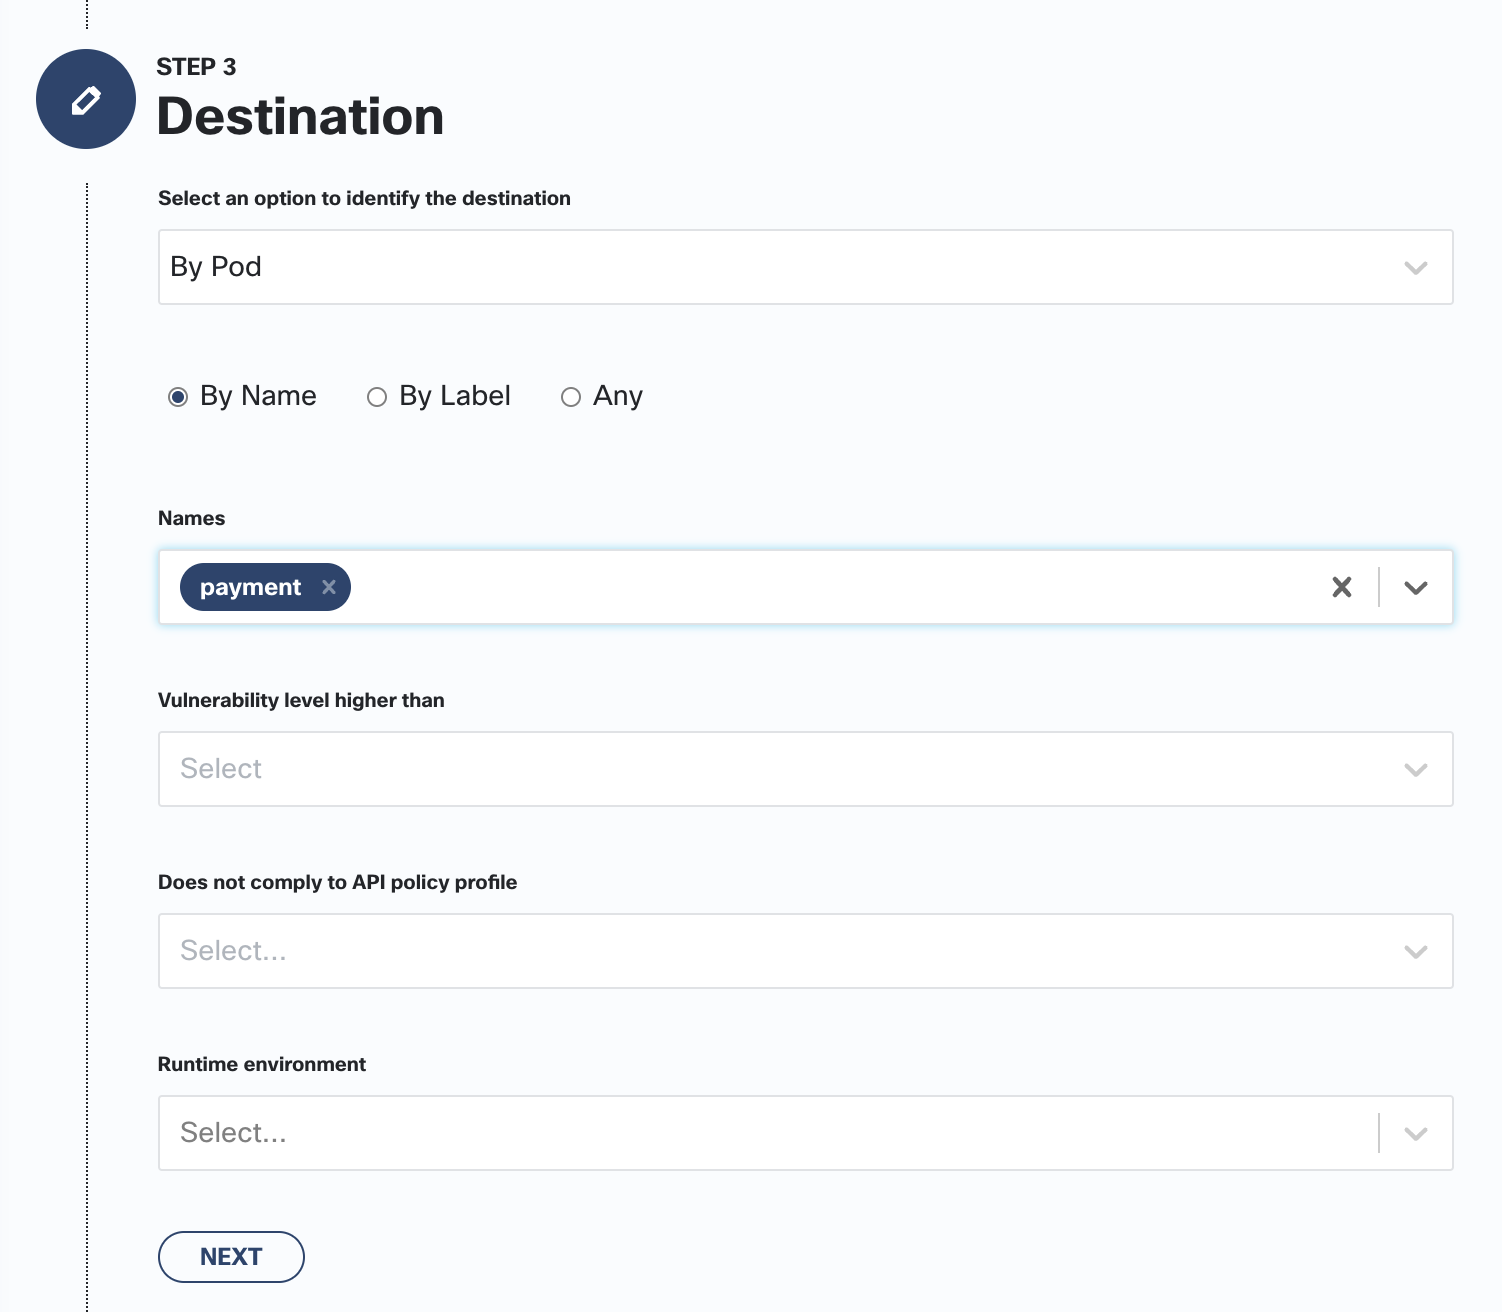 STEP 3
Destination
Select an option to identify the destination
By Pod
By Name By Label Any
Names
payment
Vulnerability level higher than
Select
Does not comply to API policy profile
Select...
Runtime environment
Select...
NEXT